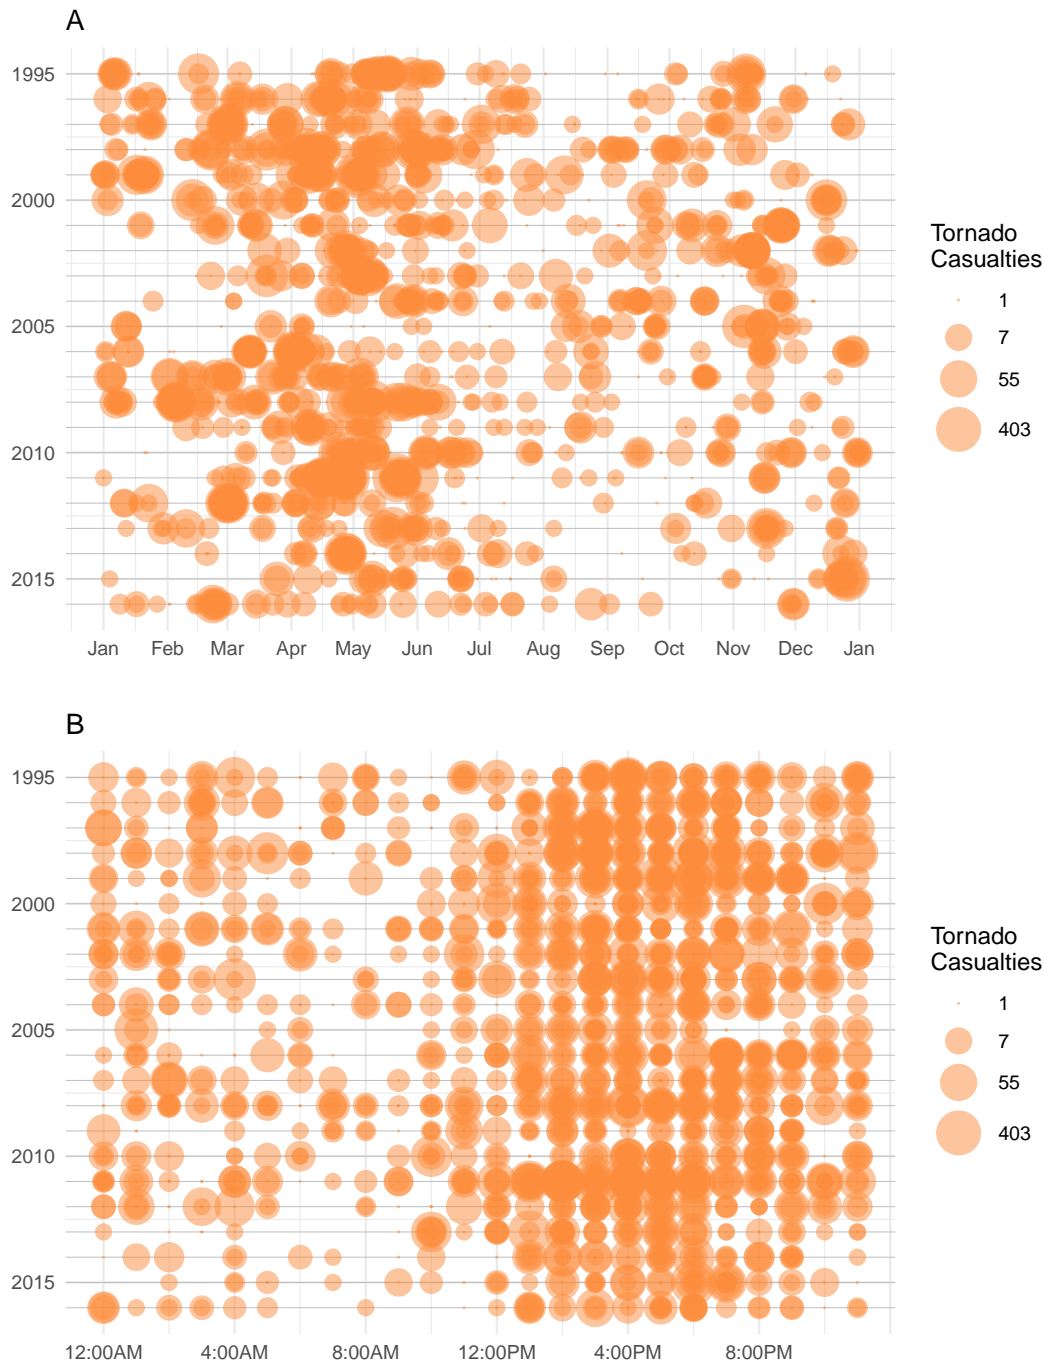 A
1995
2000
2005
2010
2015
Jan Feb Mar Apr May Jun Jul Aug Sep Oct Nov Dec Jan
Tornado
Casualties
1
7
55
403
B
1995
2000
2005
2010
2015
12:00AM 4:00AM 8:00AM 12:00PM 4:00PM 8:00PM
Tornado
Casualties
1
7
55
403